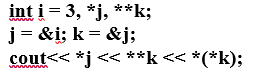 int i = 3, *j, **k;
j = &i; k = &j;
cout<< *j << **k << *(*k);